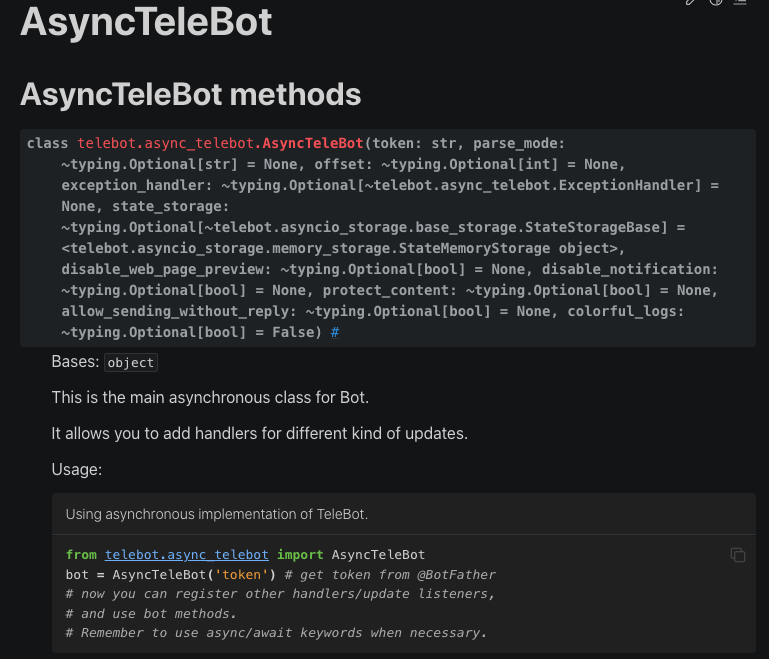 AsyncTeleBot
AsyncTeleBot methods
class telebot.async_telebot.AsyncTeleBot(token: str, parse_mode:
~typing.Optional[str] = None, offset: ~typing.Optional[int] = None,
exception_handler: ~typing.Optional[~telebot.async_telebot.ExceptionHandler] =
None, state_storage:
~typing.Optional[~telebot.asyncio_storage.base_storage.StateStorageBase] =
<telebot.asyncio_storage.memory_storage.StateMemoryStorage object>,
disable_web_page_preview: ~typing.Optional[bool] = None, disable_notification:
~typing.Optional[bool] = None, protect_content: ~typing.Optional[bool] = None,
allow_sending_without_reply: ~typing.Optional[bool] = None, colorful_logs:
~typing.Optional[bool] = False) #
Bases: object
This is the main asynchronous class for Bot.
It allows you to add handlers for different kind of updates.
Usage:
Using asynchronous implementation of TeleBot.
from telebot.async_telebot import AsyncTeleBot
bot = AsyncTeleBot('token') # get token from @BotFather
# now you can register other handlers/update listeners,
# and use bot methods.
# Remember to use async/await keywords when necessary.